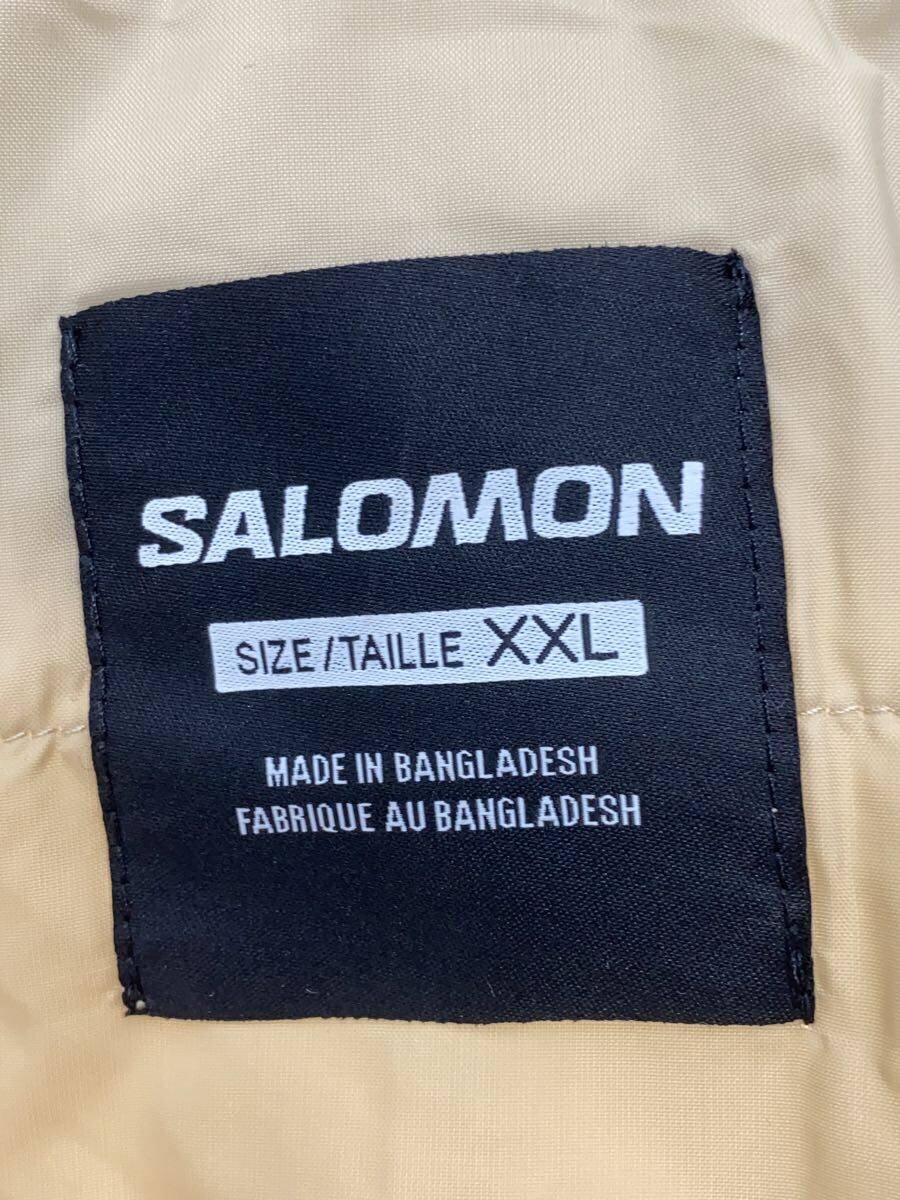 SALOMON
SIZE/TAILLE XXL
MADE IN BANGLADESH
FABRIQUE AU BANGLADESH